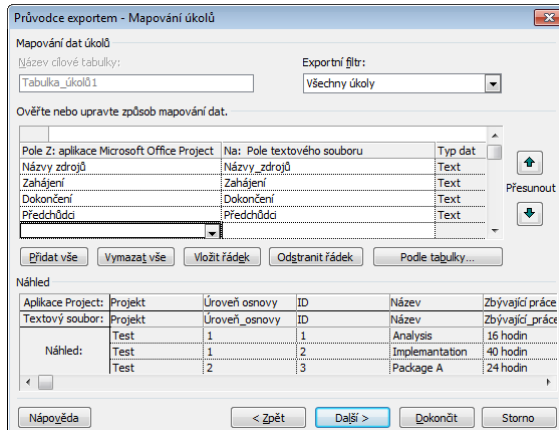 Průvodce exportem - Mapování úkolů
Mapování dat úkolů
Název cílové tabulky:
Exportní filtr:
Tabulka_úkolů1
Všechny úkoly
Ověřte nebo upravte způsob mapování dat.
Pole Z: aplikace Microsoft Office Project Na: Pole textového souboru Typ dat
Názvy zdrojů Názvy_zdrojů Text
Zahájení Zahájení Text
Dokončení Dokončení Text
Předchůdci Předchůdci Text
Přesunout
Přidat vše Vymazat vše Vložit řádek Odstranit řádek Podle tabulky...
Náhled
Aplikace Project: Projekt Úroveň osnovy ID Název Zbývající práce
Textový soubor: Projekt Úroveň_osnovy ID Název Zbývající_práce
Náhled:
Test 1 1 Analysis 16 hodin
Test 1 2 Implemantation 40 hodin
Test 2 3 Package A 24 hodin
Nápověda < Zpět Další > Dokončit Storno